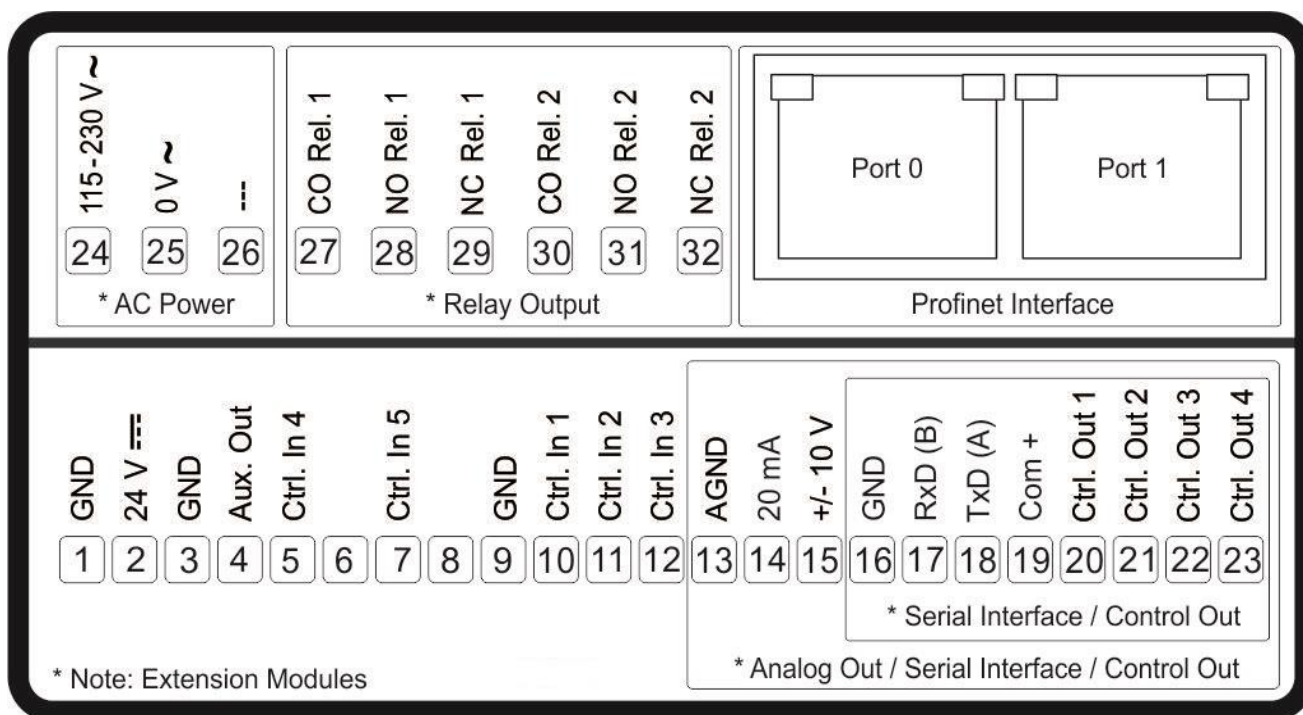 115-230 V ~
0 V ~
---
CO Rel. 1
NO Rel. 1
NC Rel. 1
CO Rel. 2
NO Rel. 2
NC Rel. 2
24 25 26 27 28 29 30 31 32
* AC Power
* Relay Output
Port 0
Port 1
Profinet Interface
GND
24 V ⎓
GND
Aux. Out
Ctrl. In 4
Ctrl. In 5
GND
Ctrl. In 1
Ctrl. In 2
Ctrl. In 3
AGND
20 mA
+/- 10 V
GND
RxD (B)
TxD (A)
Com +
Ctrl. Out 1
Ctrl. Out 2
Ctrl. Out 3
Ctrl. Out 4
1 2 3 4 5 6 7 8 9 10 11 12 13 14 15 16 17 18 19 20 21 22 23
* Serial Interface / Control Out
* Analog Out / Serial Interface / Control Out
* Note: Extension Modules